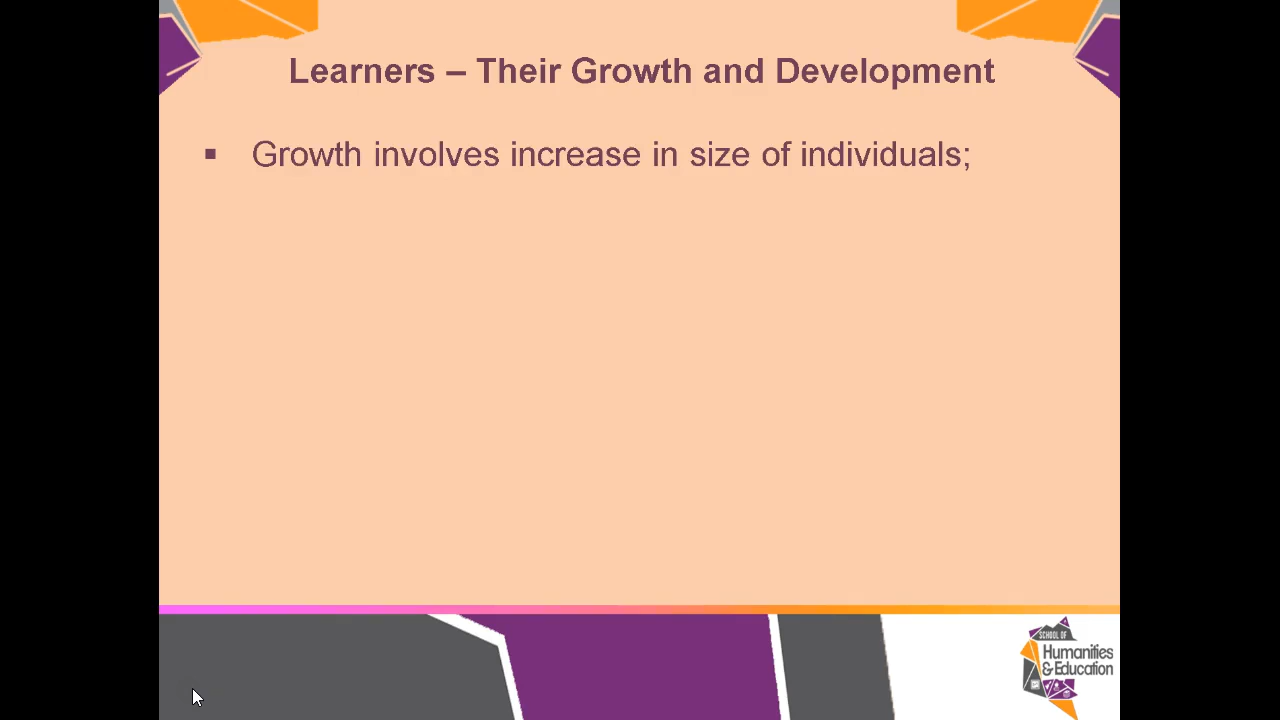 Learners – Their Growth and Development
▪ Growth involves increase in size of individuals;
SCHOOL OF
Humanities
& Education